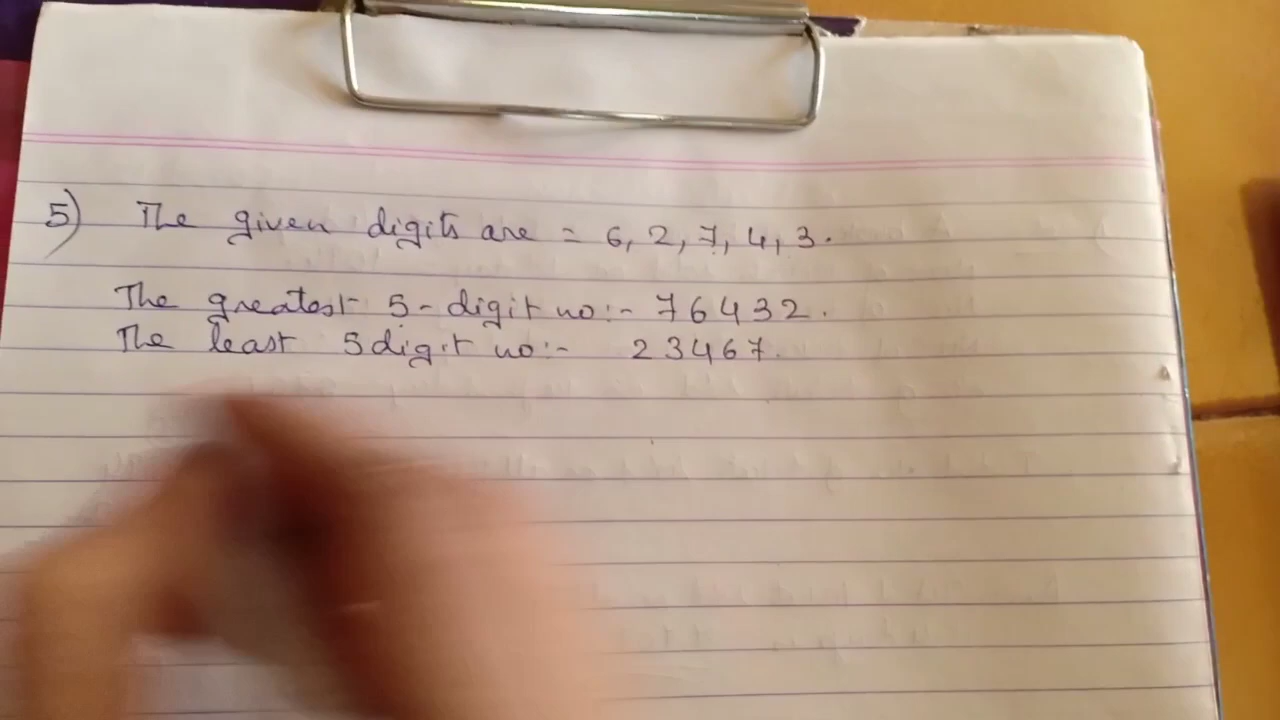 5) The given digits are = 6, 2, 7, 4, 3.
The greatest 5-digit no:- 76432.
The least 5digit no:- 23467.